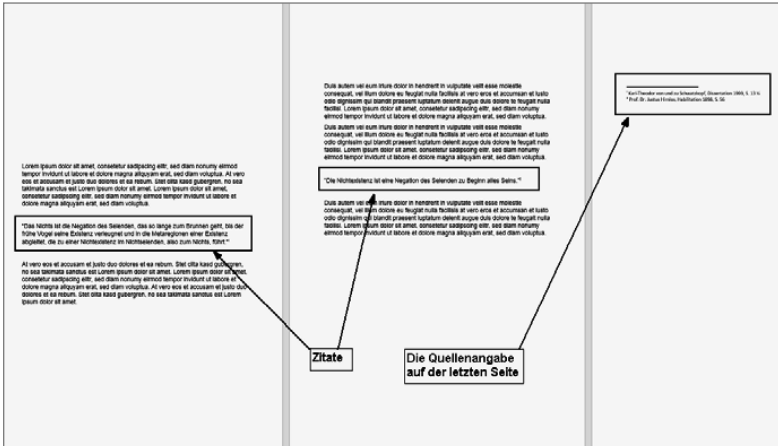 Lorem ipsum dolor sit amet, consetetur sadipscing elitr, sed diam nonumy eirmod
tempor invidunt ut labore et dolore magna aliquyam erat, sed diam voluptua. At vero
eos et accusam et justo duo dolores et ea rebum. Stet clita kasd gubergren, no sea
takimata sanctus est Lorem ipsum dolor sit amet. Lorem ipsum dolor sit amet,
consetetur sadipscing elitr, sed diam nonumy eirmod tempor invidunt ut labore et
dolore magna aliquyam erat, sed diam voluptua.
"Das Nichts ist die Negation des Seienden, das so lange zum Brunnen geht, bis der
frühe Vogel seine Existenz verleugnet und in die Metaregionen einer Existenz
abgleitet, die zu einer Nichtexistenz im Nichtseienden, also zum Nichts, führt."
At vero eos et accusam et justo duo dolores et ea rebum. Stet clita kasd gubergren,
no sea takimata sanctus est Lorem ipsum dolor sit amet. Lorem ipsum dolor sit amet,
consetetur sadipscing elitr, sed diam nonumy eirmod tempor invidunt ut labore et
dolore magna aliquyam erat, sed diam voluptua. At vero eos et accusam et justo duo
dolores et ea rebum. Stet clita kasd gubergren, no sea takimata sanctus est Lorem
ipsum dolor sit amet.
Duis autem vel eum iriure dolor in hendrerit in vulputate velit esse molestie
consequat, vel illum dolore eu feugiat nulla facilisis at vero eros et accumsan et iusto
odio dignissim qui blandit praesent luptatum delenit augue duis dolore te feugait nulla
facilisi. Lorem ipsum dolor sit amet, consetetur sadipscing elitr, sed diam nonumy
eirmod tempor invidunt ut labore et dolore magna aliquyam erat, sed diam voluptua.
Duis autem vel eum iriure dolor in hendrerit in vulputate velit esse molestie
consequat, vel illum dolore eu feugiat nulla facilisis at vero eros et accumsan et iusto
odio dignissim qui blandit praesent luptatum delenit augue duis dolore te feugait nulla
facilisi. Lorem ipsum dolor sit amet, consetetur sadipscing elitr, sed diam nonumy
eirmod tempor invidunt ut labore et dolore magna aliquyam erat, sed diam voluptua.
"Die Nichtexistenz ist eine Negation des Seienden zu Beginn alles Seins."
Duis autem vel eum iriure dolor in hendrerit in vulputate velit esse molestie
consequat, vel illum dolore eu feugiat nulla facilisis at vero eros et accumsan et iusto
odio dignissim qui blandit praesent luptatum delenit augue duis dolore te feugait nulla
facilisi. Lorem ipsum dolor sit amet, consetetur sadipscing elitr, sed diam nonumy
eirmod tempor invidunt ut labore et dolore magna aliquyam erat, sed diam voluptua.
Karl-Theodor von und zu Dissertation S.
Prof. Dr. Justus Habilitation 1898, S. 56
Zitate
Die Quellenangabe
auf der letzten Seite